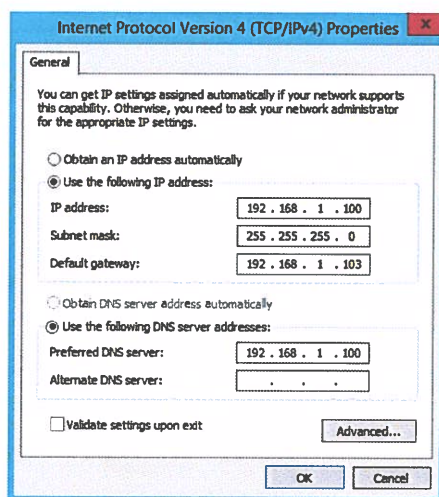 Internet Protocol Version 4 (TCP/IPv4) Properties
x
General
You can get IP settings assigned automatically if your network supports
this capability. Otherwise, you need to ask your network administrator
for the appropriate IP settings.
Obtain an IP address automatically
Use the following IP address:
IP address: 192 . 168 . 1 . 100
Subnet mask: 255 . 255 . 255 . 0
Default gateway: 192 . 168 . 1 . 103
Obtain DNS server address automatically
Use the following DNS server addresses:
Preferred DNS server: 192 . 168 . 1 . 100
Alternate DNS server: . . .
Validate settings upon exit
Advanced...
OK Cancel